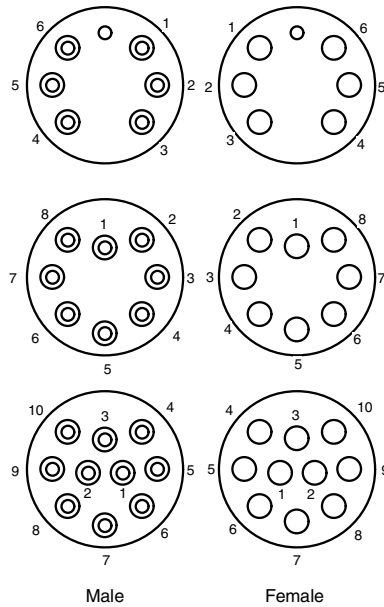 6 1 1 6
5 2 2 5
4 3 3 4
8 1 2 2 1 8
7 3 3 7
6 4 4 6
5 5
10 3 4 4 3 10
9 5 5 9
2 1 1 2
8 6 6 8
7 7
Male Female